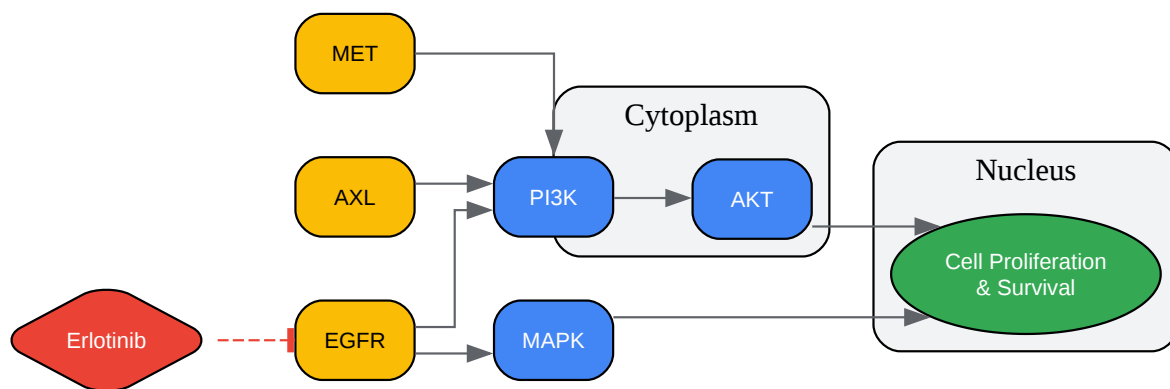 MET
Cytoplasm
Nucleus
AXL
PI3K
AKT
Cell Proliferation
& Survival
Erlotinib
EGFR
MAPK